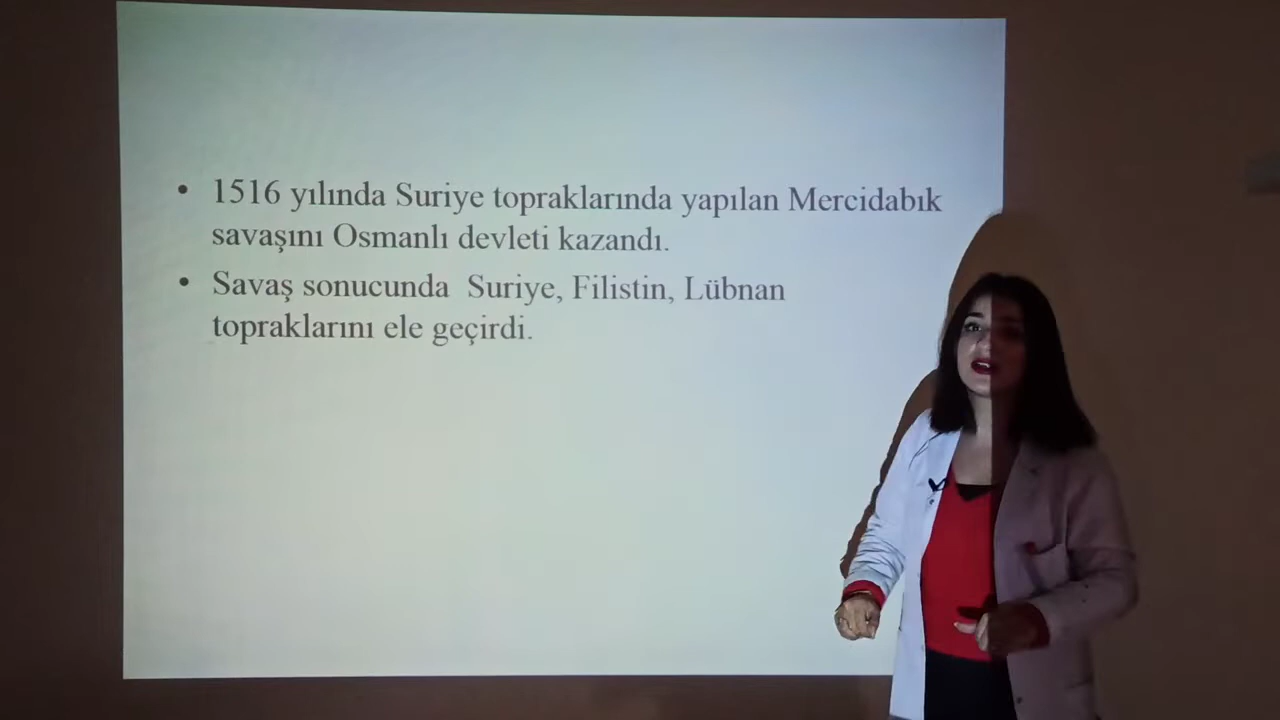 • 1516 yılında Suriye topraklarında yapılan Mercidabık
savaşını Osmanlı devleti kazandı.
• Savaş sonucunda Suriye, Filistin, Lübnan
topraklarını ele geçirdi.